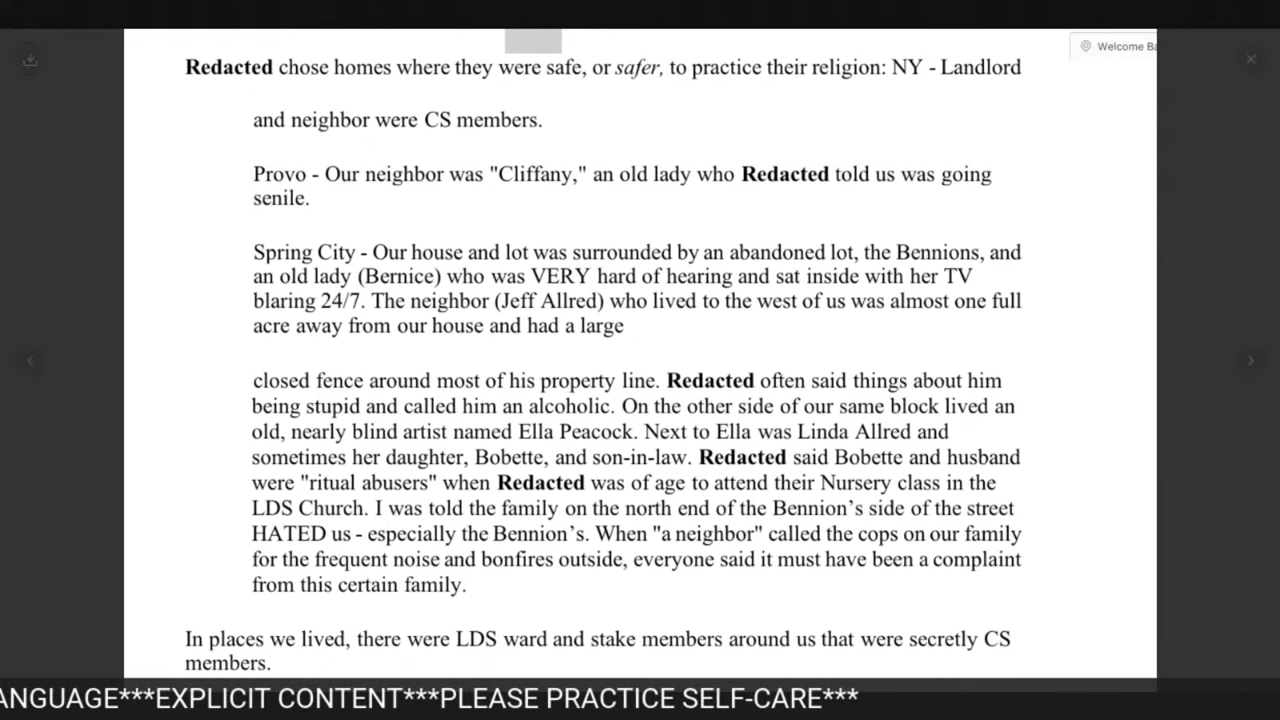 Welcome Ba
Redacted chose homes where they were safe, or safer, to practice their religion: NY - Landlord
and neighbor were CS members.
Provo - Our neighbor was "Cliffany," an old lady who Redacted told us was going
senile.
Spring City - Our house and lot was surrounded by an abandoned lot, the Bennions, and
an old lady (Bernice) who was VERY hard of hearing and sat inside with her TV
blaring 24/7. The neighbor (Jeff Allred) who lived to the west of us was almost one full
acre away from our house and had a large
closed fence around most of his property line. Redacted often said things about him
being stupid and called him an alcoholic. On the other side of our same block lived an
old, nearly blind artist named Ella Peacock. Next to Ella was Linda Allred and
sometimes her daughter, Bobette, and son-in-law. Redacted said Bobette and husband
were "ritual abusers" when Redacted was of age to attend their Nursery class in the
LDS Church. I was told the family on the north end of the Bennion’s side of the street
HATED us - especially the Bennion’s. When "a neighbor" called the cops on our family
for the frequent noise and bonfires outside, everyone said it must have been a complaint
from this certain family.
In places we lived, there were LDS ward and stake members around us that were secretly CS
members.
ANGUAGE***EXPLICIT CONTENT***PLEASE PRACTICE SELF-CARE***